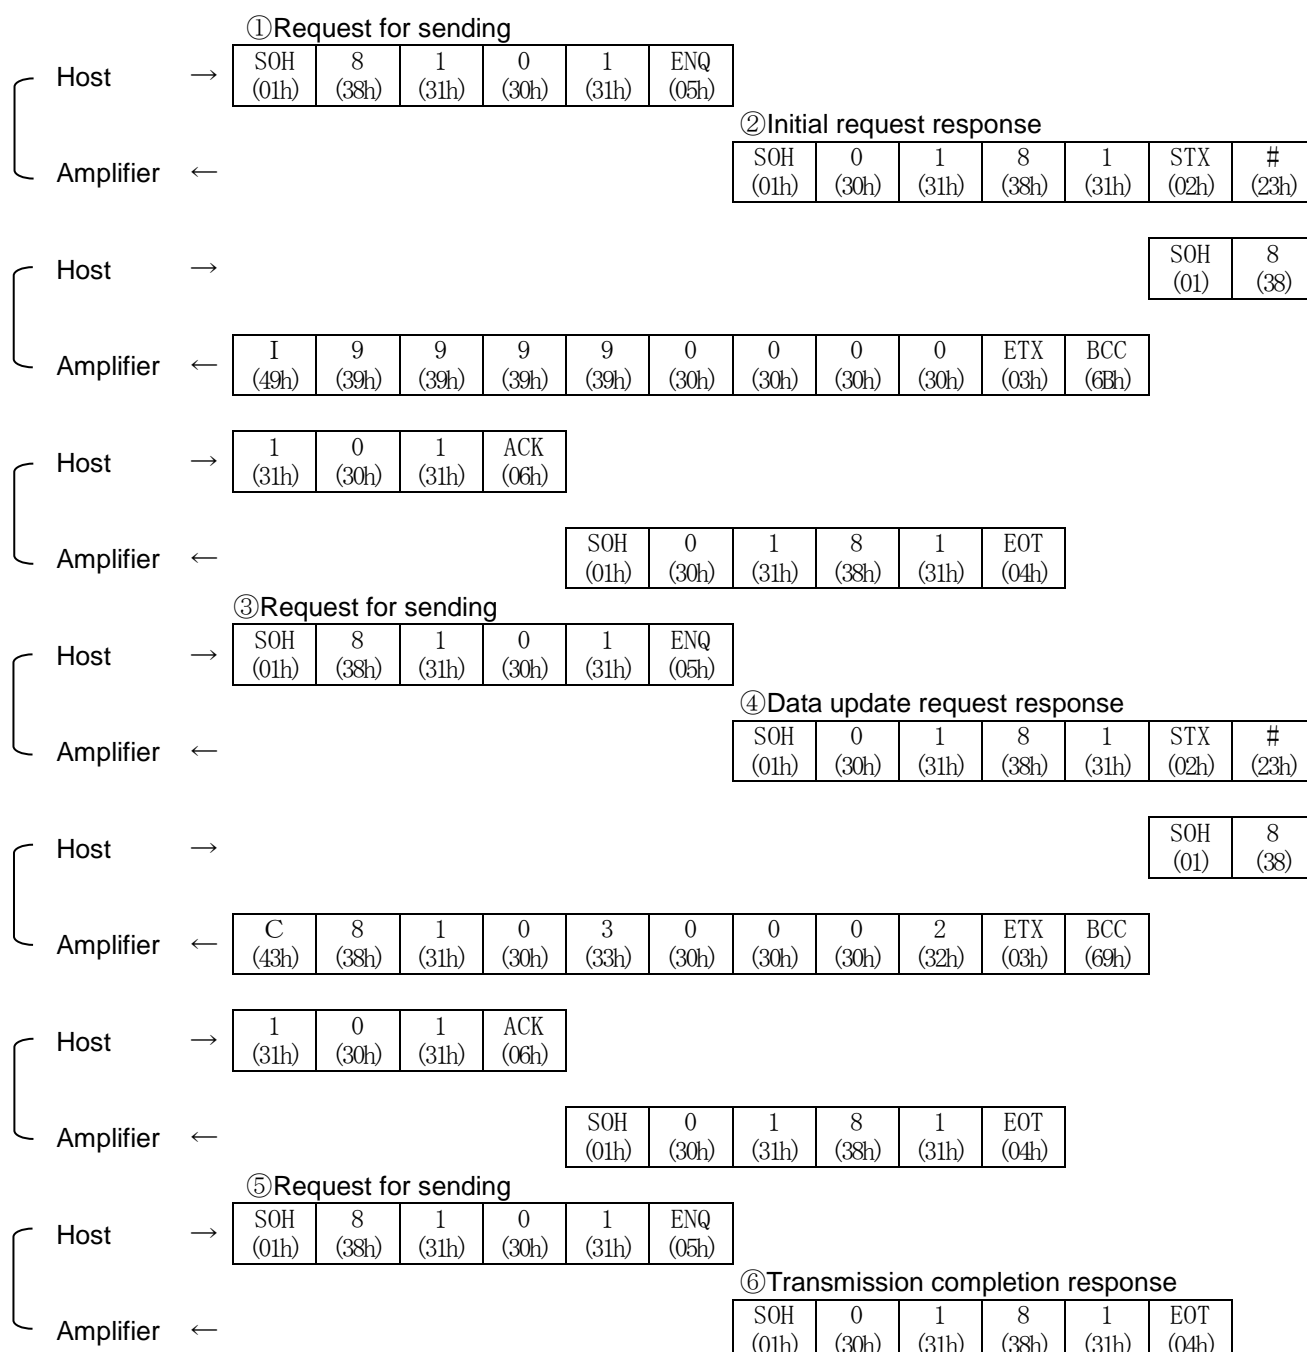 ①Request for sending
Host → SOH 8 1 0 1 ENQ
(01h) (38h) (31h) (30h) (31h) (05h)
②Initial request response
Amplifier ← SOH 0 1 8 1 STX #
(01h) (30h) (31h) (38h) (31h) (02h) (23h)
Host → SOH 8
(01) (38)
Amplifier ← I 9 9 9 9 0 0 0 0 ETX BCC
(49h) (39h) (39h) (39h) (39h) (30h) (30h) (30h) (30h) (03h) (6Bh)
Host → 1 0 1 ACK
(31h) (30h) (31h) (06h)
Amplifier ← SOH 0 1 8 1 EOT
(01h) (30h) (31h) (38h) (31h) (04h)
③Request for sending
Host → SOH 8 1 0 1 ENQ
(01h) (38h) (31h) (30h) (31h) (05h)
④Data update request response
Amplifier ← SOH 0 1 8 1 STX #
(01h) (30h) (31h) (38h) (31h) (02h) (23h)
Host → SOH 8
(01) (38)
Amplifier ← C 8 1 0 3 0 0 0 2 ETX BCC
(43h) (38h) (31h) (30h) (33h) (30h) (30h) (30h) (32h) (03h) (69h)
Host → 1 0 1 ACK
(31h) (30h) (31h) (06h)
Amplifier ← SOH 0 1 8 1 EOT
(01h) (30h) (31h) (38h) (31h) (04h)
⑤Request for sending
Host → SOH 8 1 0 1 ENQ
(01h) (38h) (31h) (30h) (31h) (05h)
⑥Transmission completion response
Amplifier ← SOH 0 1 8 1 EOT
(01h) (30h) (31h) (38h) (31h) (04h)